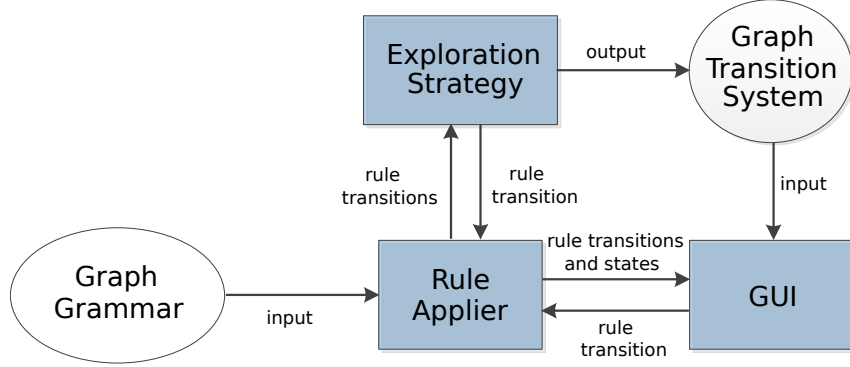 Exploration
Strategy
output
Graph
Transition
System
rule
transitions
rule
transition
input
Graph
Grammar
input
Rule
Applier
rule transitions
and states
rule
transition
GUI